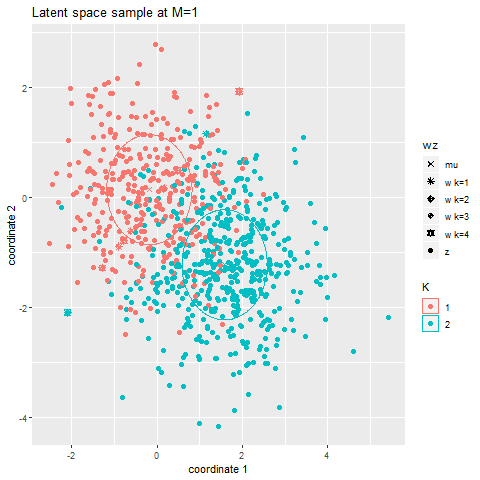 Latent space sample at M=1
2
0
-2
-4
coordinate 2
-2
0
2
4
coordinate 1
wz
mu
w k=1
w k=2
w k=3
w k=4
z
K
1
2